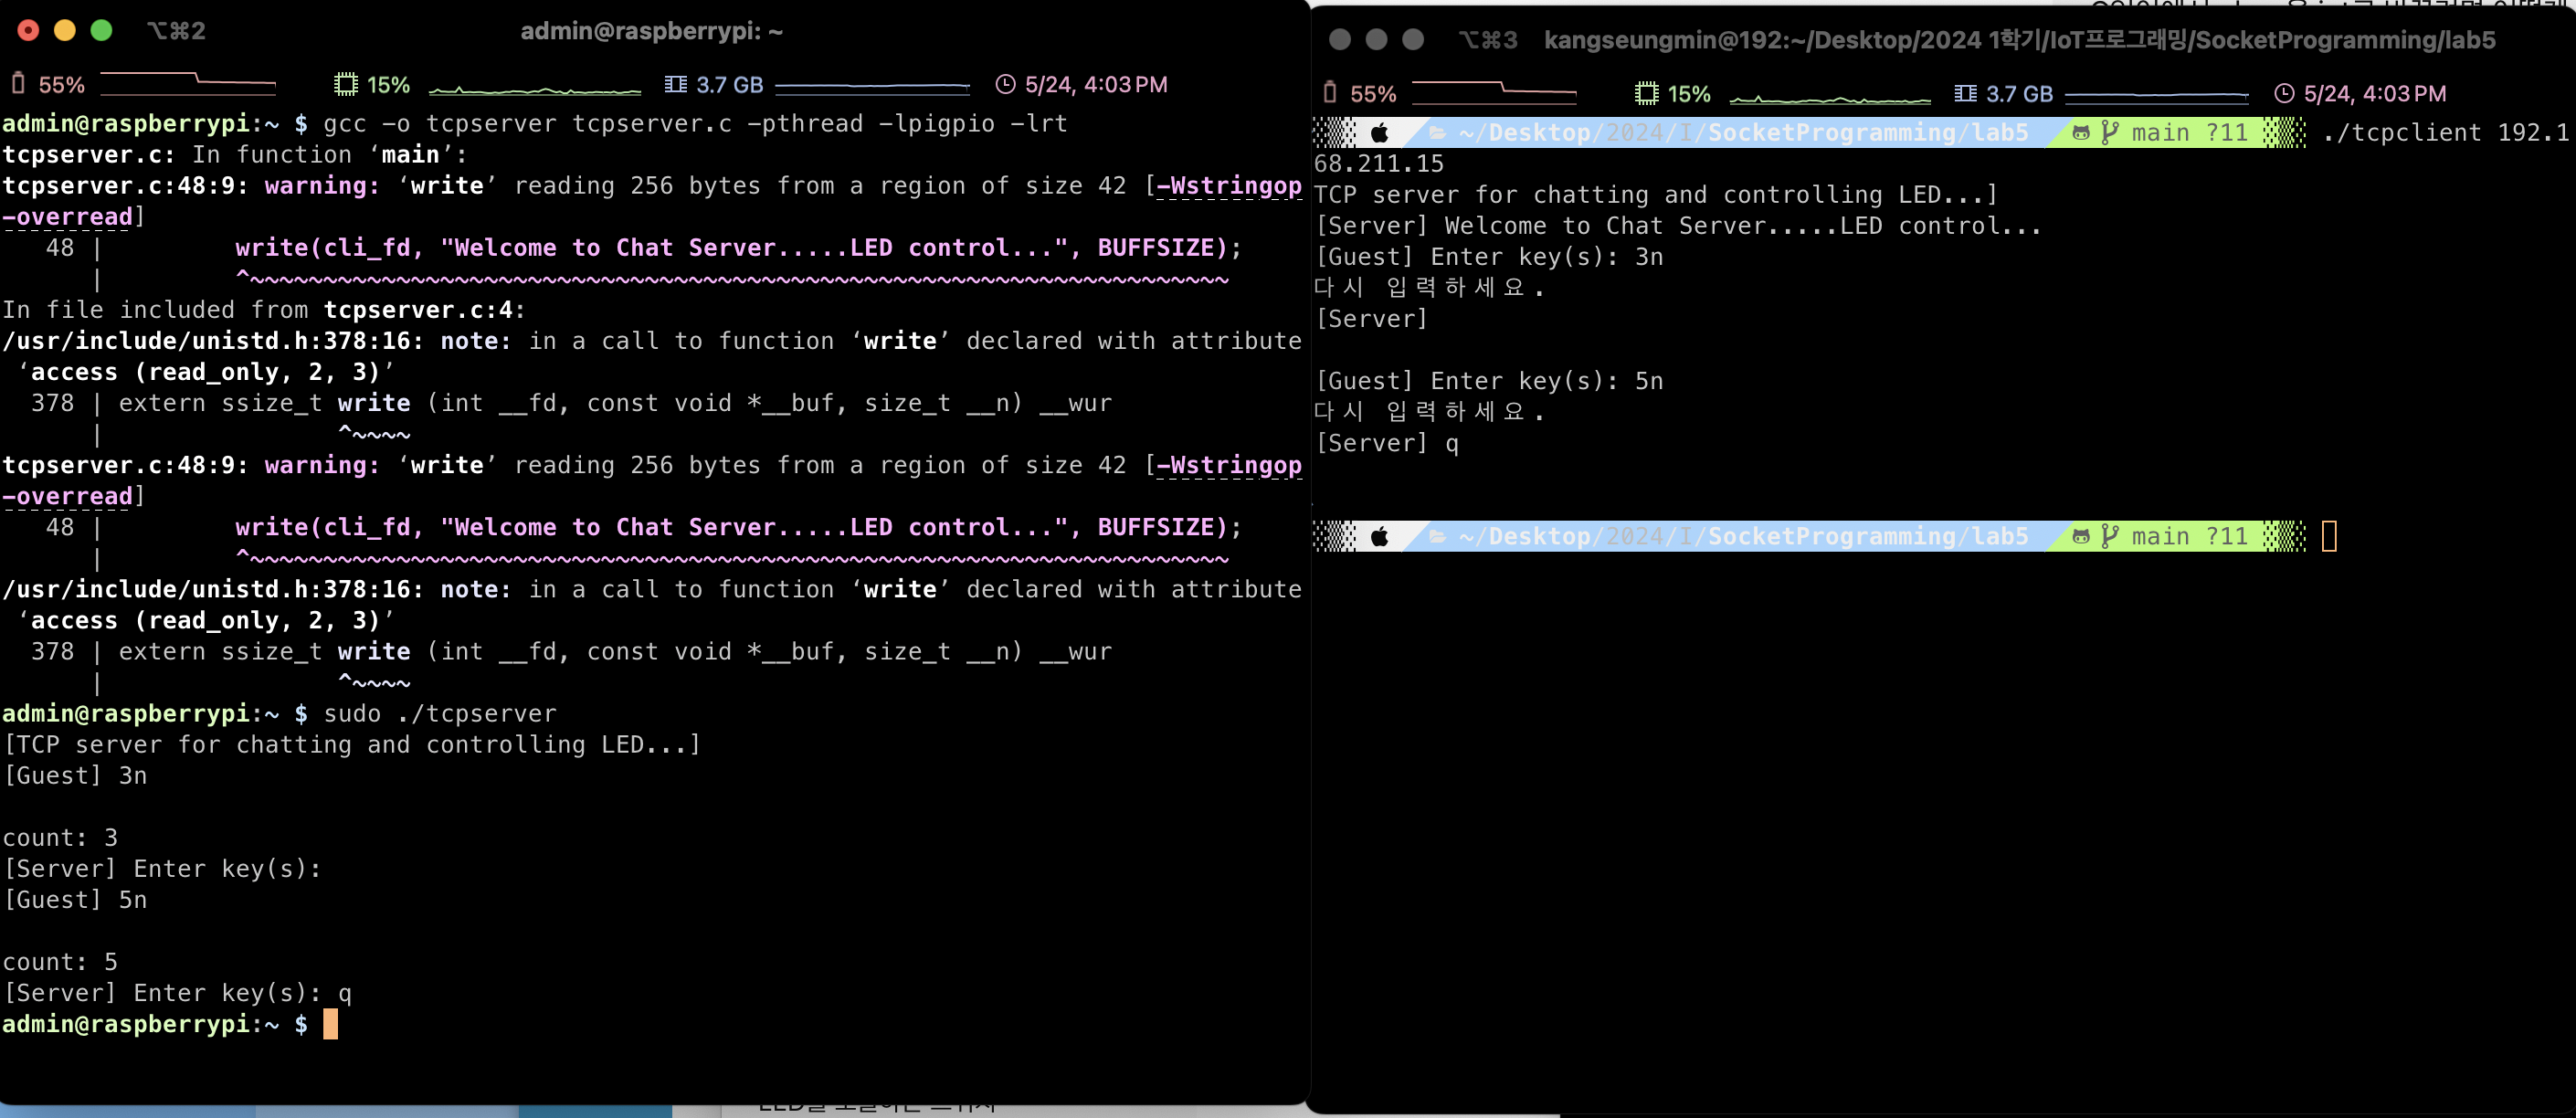 ⌥⌘2
admin@raspberrypi: ~
55%
15%
3.7 GB
5/24, 4:03 PM
admin@raspberrypi:~ $ gcc -o tcpserver tcpserver.c -pthread -lpigpio -lrt
tcpserver.c: In function ‘main’:
tcpserver.c:48:9: warning: ‘write’ reading 256 bytes from a region of size 42 [-Wstringop
-overread]
   48 |         write(cli_fd, "Welcome to Chat Server.....LED control...", BUFFSIZE);
      |         ^~~~~~~~~~~~~~~~~~~~~~~~~~~~~~~~~~~~~~~~~~~~~~~~~~~~~~~~~~~~~~~~~~~~
In file included from tcpserver.c:4:
/usr/include/unistd.h:378:16: note: in a call to function ‘write’ declared with attribute
 ‘access (read_only, 2, 3)’
  378 | extern ssize_t write (int __fd, const void *__buf, size_t __n) __wur
      |                ^~~~~
tcpserver.c:48:9: warning: ‘write’ reading 256 bytes from a region of size 42 [-Wstringop
-overread]
   48 |         write(cli_fd, "Welcome to Chat Server.....LED control...", BUFFSIZE);
      |         ^~~~~~~~~~~~~~~~~~~~~~~~~~~~~~~~~~~~~~~~~~~~~~~~~~~~~~~~~~~~~~~~~~~~
/usr/include/unistd.h:378:16: note: in a call to function ‘write’ declared with attribute
 ‘access (read_only, 2, 3)’
  378 | extern ssize_t write (int __fd, const void *__buf, size_t __n) __wur
      |                ^~~~~
admin@raspberrypi:~ $ sudo ./tcpserver
[TCP server for chatting and controlling LED...]
[Guest] 3n
count: 3
[Server] Enter key(s):
[Guest] 5n
count: 5
[Server] Enter key(s): q
admin@raspberrypi:~ $
⌥⌘3
kangseungmin@192:~/Desktop/2024 1학기/IoT프로그래밍/SocketProgramming/lab5
55%
15%
3.7 GB
5/24, 4:03 PM
~/Desktop/2024/I/SocketProgramming/lab5 main ?11 ./tcpclient 192.1
68.211.15
TCP server for chatting and controlling LED...]
[Server] Welcome to Chat Server.....LED control...
[Guest] Enter key(s): 3n
다시 입력하세요.
[Server]
[Guest] Enter key(s): 5n
다시 입력하세요.
[Server] q
~/Desktop/2024/I/SocketProgramming/lab5 main ?11